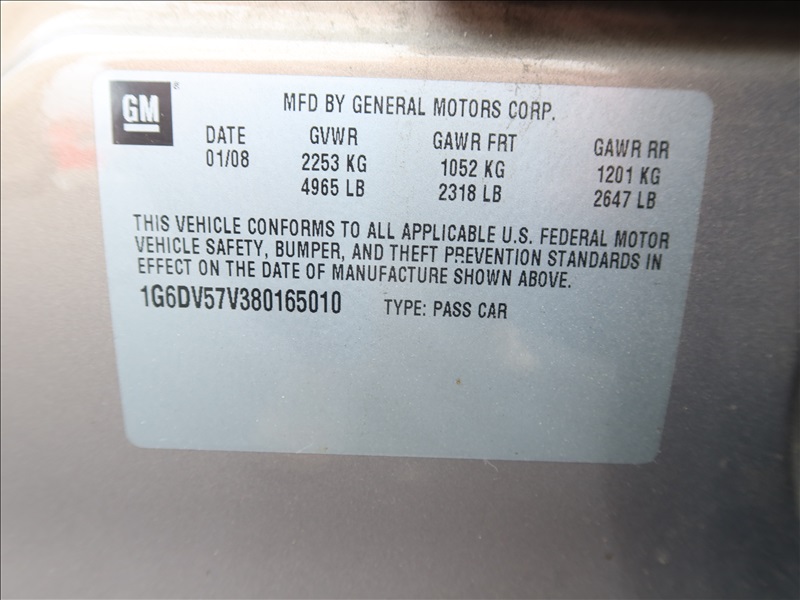 GM ®
MFD BY GENERAL MOTORS CORP.
DATE GVWR GAWR FRT GAWR RR
01/08 2253 KG 1052 KG 1201 KG
4965 LB 2318 LB 2647 LB
THIS VEHICLE CONFORMS TO ALL APPLICABLE U.S. FEDERAL MOTOR
VEHICLE SAFETY, BUMPER, AND THEFT PREVENTION STANDARDS IN
EFFECT ON THE DATE OF MANUFACTURE SHOWN ABOVE.
1G6DV57V380165010 TYPE: PASS CAR